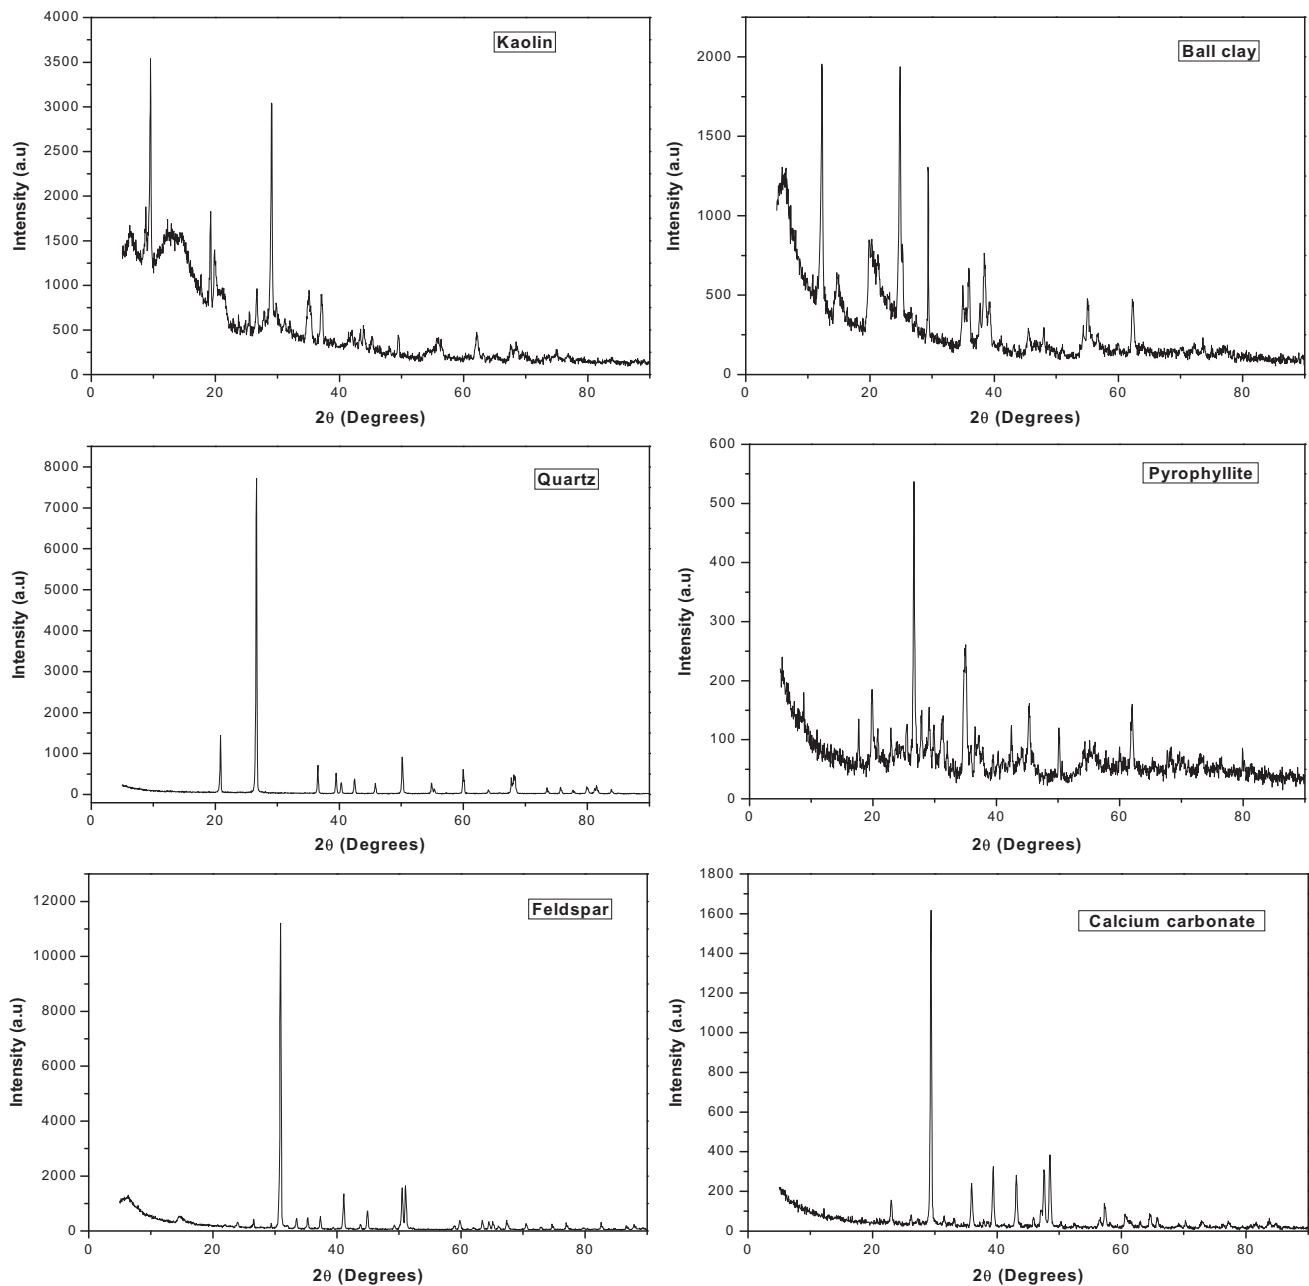 Kaolin
Intensity (a.u)
4000
3500
3000
2500
2000
1500
1000
500
0
0 20 40 60 80
2θ (Degrees)
Ball clay
Intensity (a.u)
2000
1500
1000
500
0
0 20 40 60 80
2θ (Degrees)
Quartz
Intensity (a.u)
8000
7000
6000
5000
4000
3000
2000
1000
0
0 20 40 60 80
2θ (Degrees)
Pyrophyllite
Intensity (a.u)
600
500
400
300
200
100
0
0 20 40 60 80
2θ (Degrees)
Feldspar
Intensity (a.u)
12000
10000
8000
6000
4000
2000
0
0 20 40 60 80
2θ (Degrees)
Calcium carbonate
Intensity (a.u)
1800
1600
1400
1200
1000
800
600
400
200
0
0 20 40 60 80
2θ (Degrees)